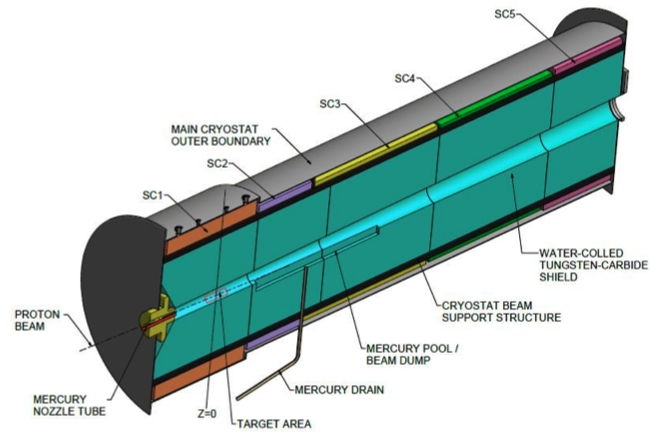 SC5
SC4
SC3
MAIN CRYOSTAT
OUTER BOUNDARY
SC2
SC1
PROTON
BEAM
MERCURY
NOZZLE TUBE
Z=0
TARGET AREA
MERCURY DRAIN
MERCURY POOL /
BEAM DUMP
CRYOSTAT BEAM
SUPPORT STRUCTURE
WATER-COLLED
TUNGSTEN-CARBIDE
SHIELD